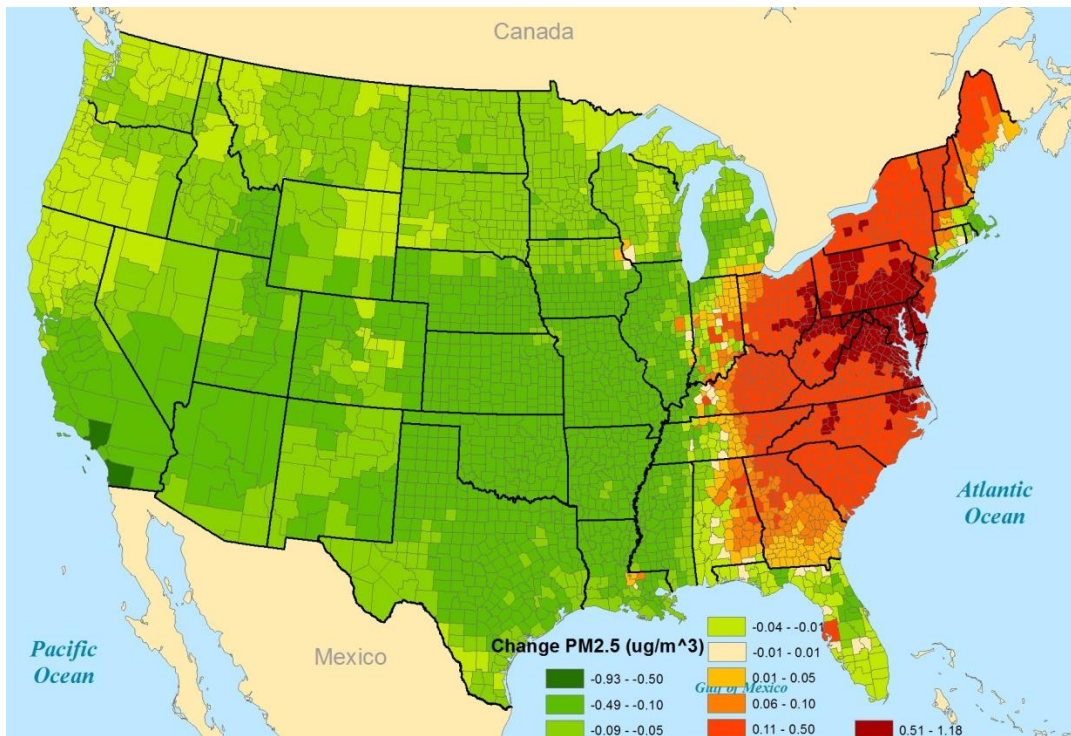 Canada
Atlantic
Ocean
Pacific
Ocean
Mexico
Gulf of Mexico
Change PM2.5 (ug/m^3)
-0.93 - -0.50
-0.49 - -0.10
-0.09 - -0.05
-0.04 - -0.01
-0.01 - 0.01
0.01 - 0.05
0.06 - 0.10
0.11 - 0.50
0.51 - 1.18